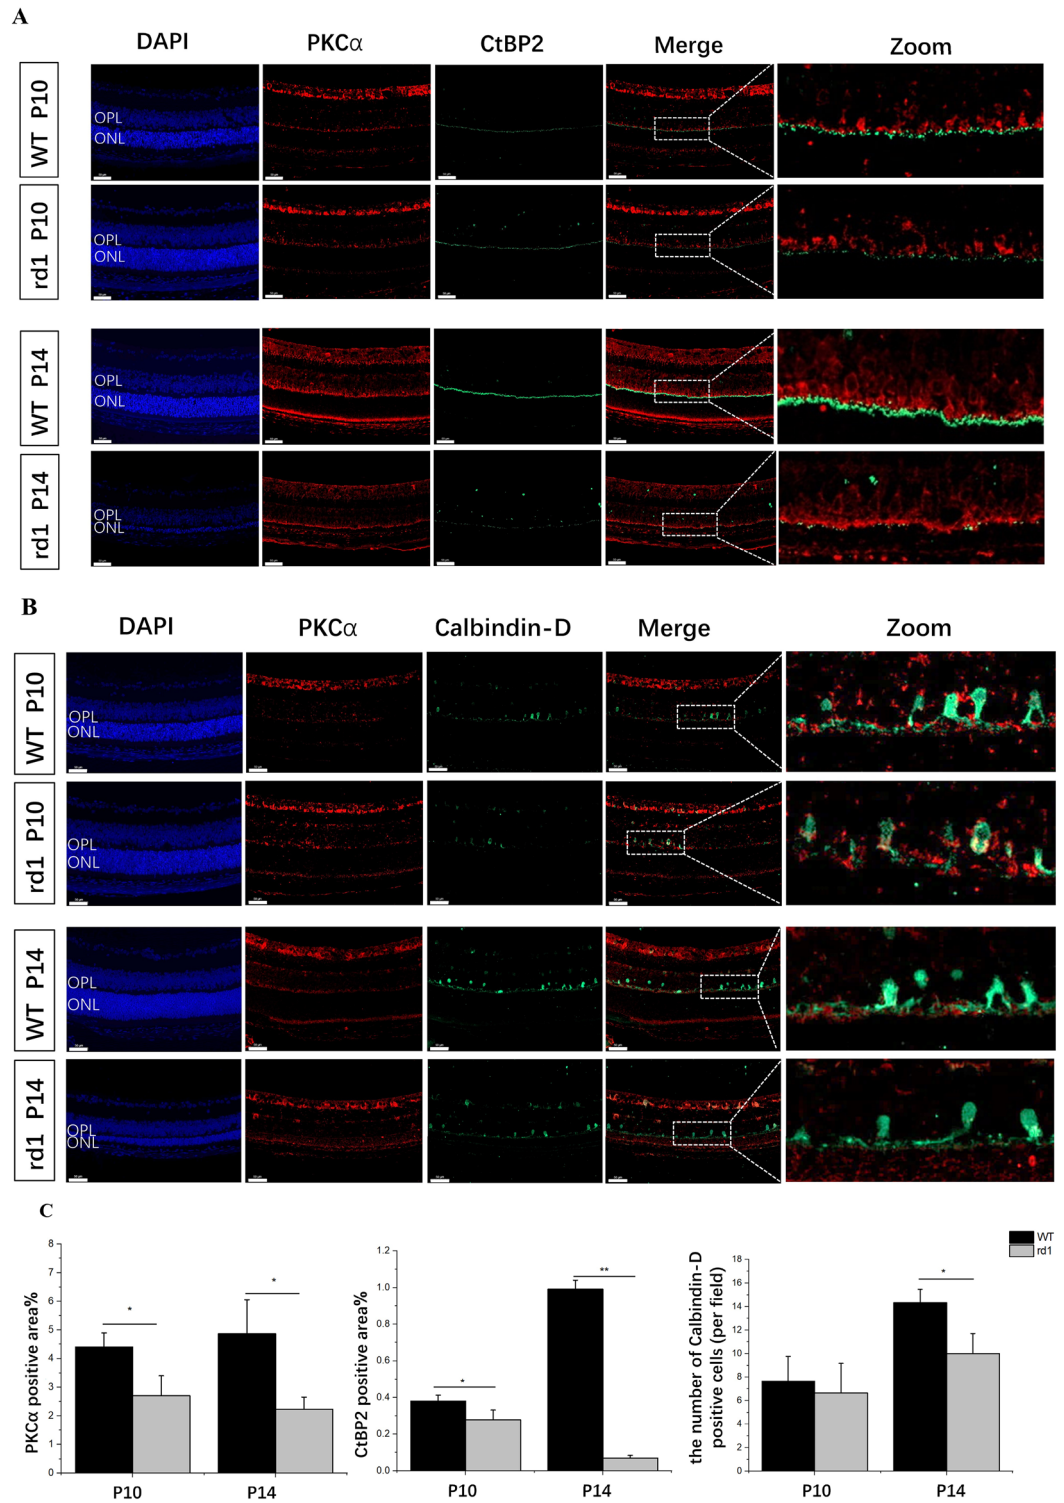 A
DAPI PKCα CtBP2 Merge Zoom
WT P10
OPL
ONL
rd1 P10
OPL
ONL
WT P14
OPL
ONL
rd1 P14
OPL
ONL
B
DAPI PKCα Calbindin-D Merge Zoom
WT P10
OPL
ONL
rd1 P10
OPL
ONL
WT P14
OPL
ONL
rd1 P14
OPL
ONL
C
PKCα positive area%
8
7
6
5
4
3
2
1
0
*
*
P10 P14
CtBP2 positive area%
1.2
1.0
0.8
0.6
0.4
0.2
0.0
*
**
P10 P14
the number of Calbindin-D
positive cells (per field)
18
16
14
12
10
8
6
4
2
0
*
P10 P14
WT
rd1